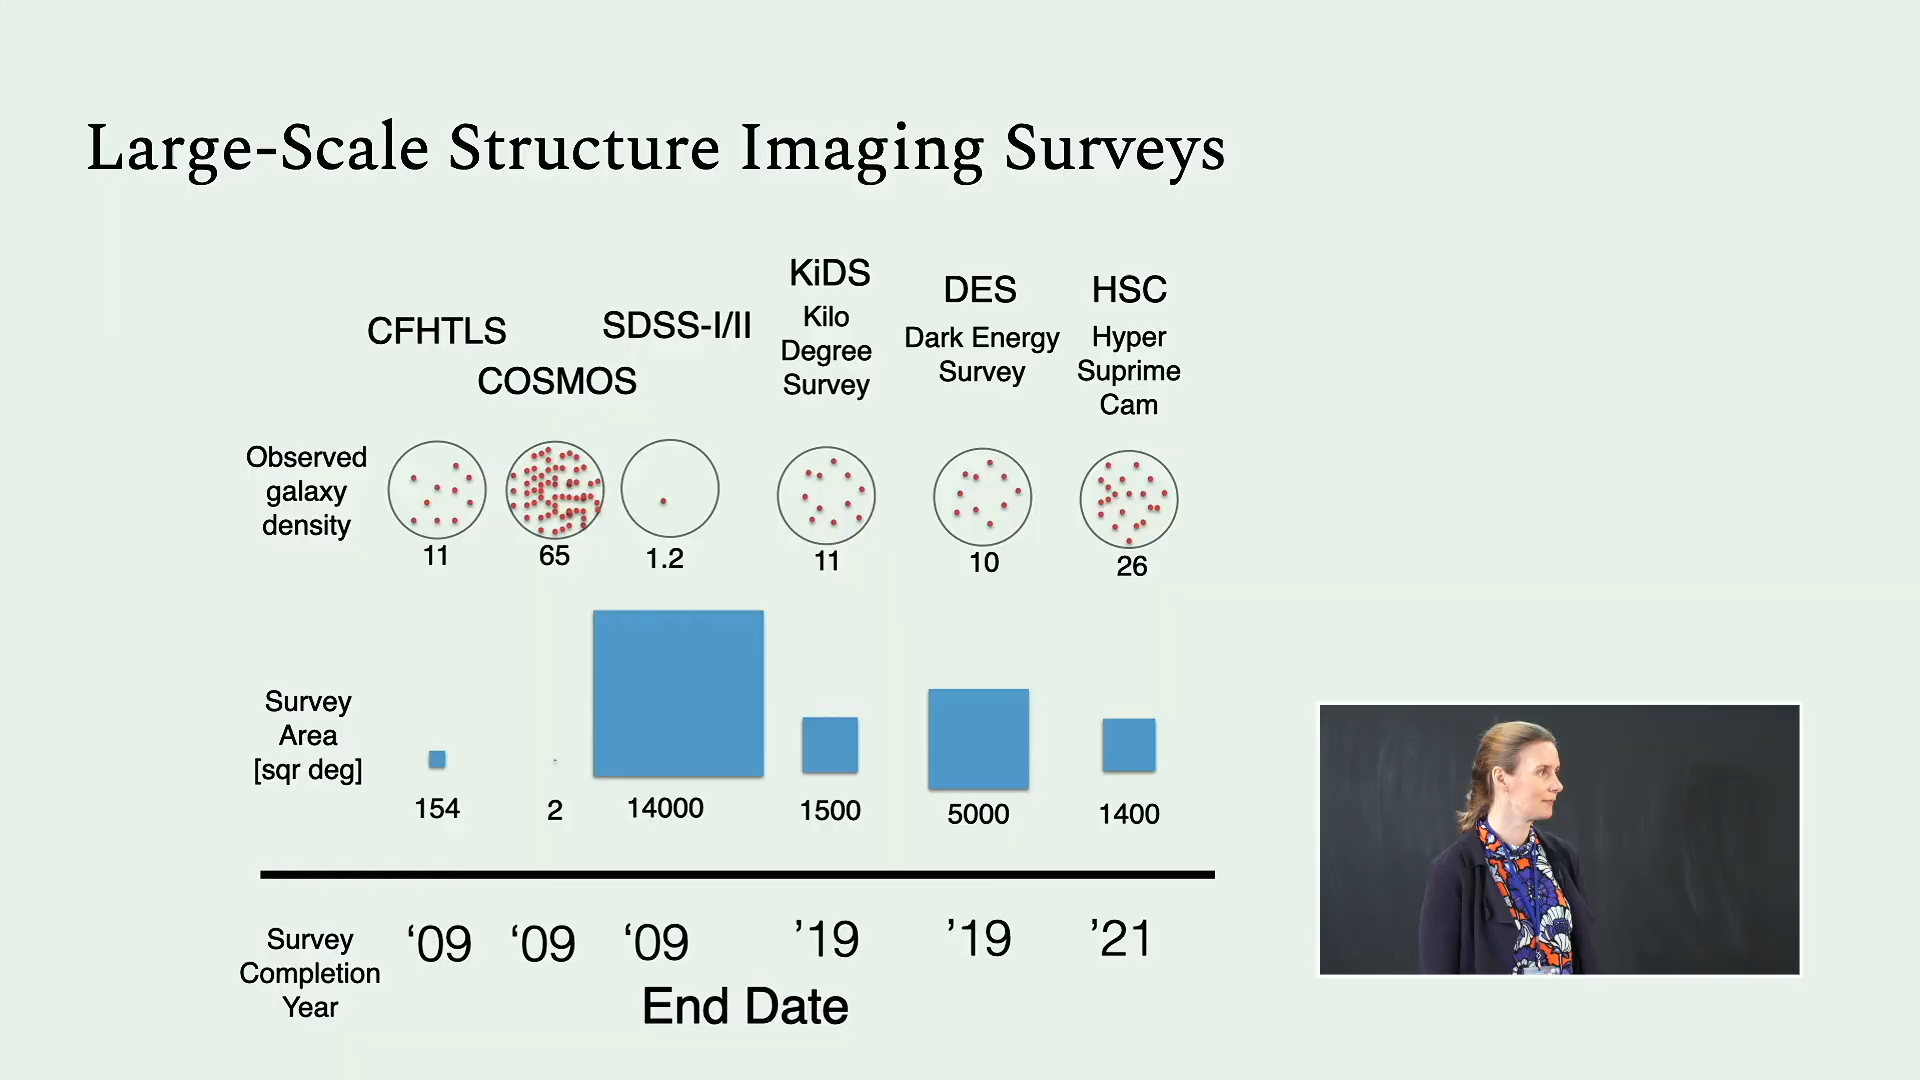 Large-Scale Structure Imaging Surveys
CFHTLS
COSMOS
SDSS-I/II
KiDS
Kilo
Degree
Survey
DES
Dark Energy
Survey
HSC
Hyper
Suprime
Cam
Observed
galaxy
density
11
65
1.2
11
10
26
Survey
Area
[sqr deg]
154
2
14000
1500
5000
1400
Survey
Completion
Year
‘09
‘09
‘09
’19
’19
’21
End Date